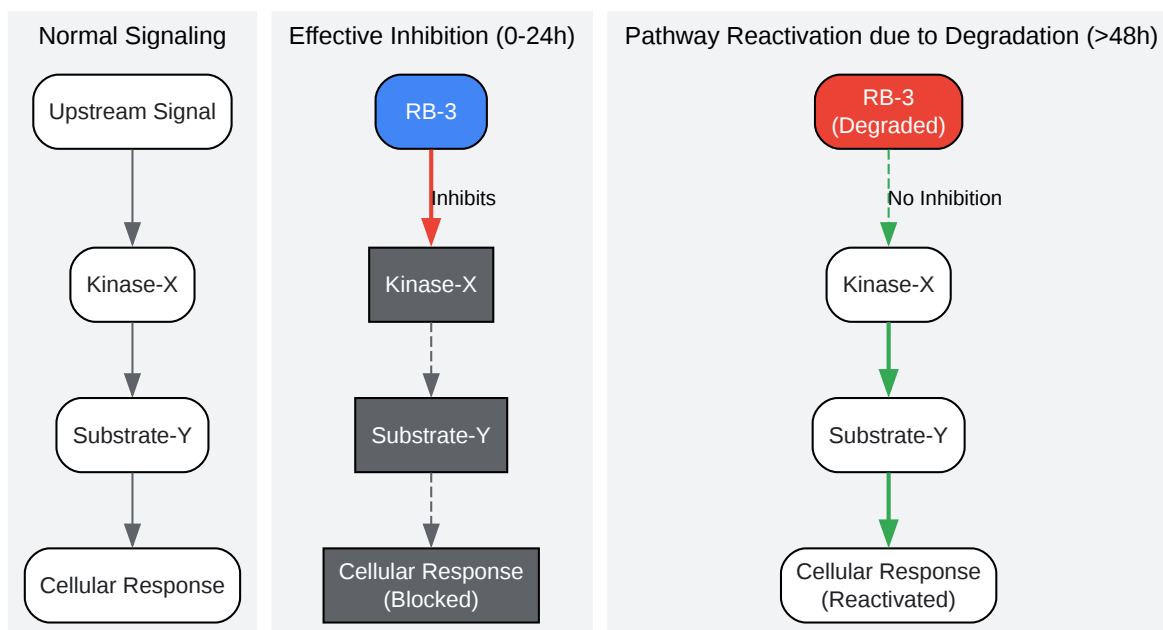 Normal Signaling
Upstream Signal
Kinase-X
Substrate-Y
Cellular Response
Effective Inhibition (0-24h)
RB-3
Inhibits
Kinase-X
Substrate-Y
Cellular Response
(Blocked)
Pathway Reactivation due to Degradation (>48h)
RB-3
(Degraded)
No Inhibition
Kinase-X
Substrate-Y
Cellular Response
(Reactivated)